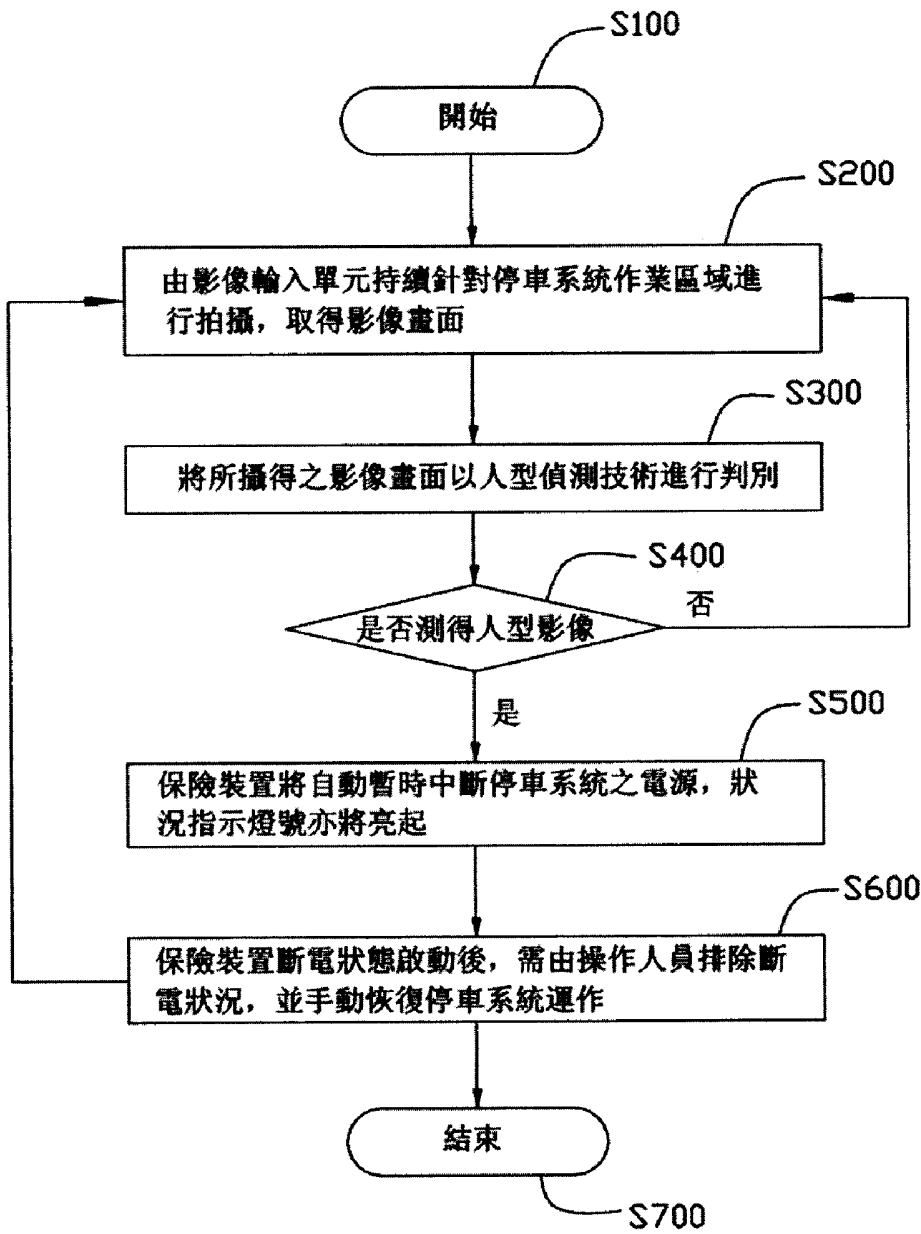 S100
開始
S200
由影像輸入單元持續針對停車系統作業區域進
行拍攝，取得影像畫面
S300
將所攝得之影像畫面以人型偵測技術進行判別
S400
是否測得人型影像
否
是
S500
保險裝置將自動暫時中斷停車系統之電源，狀
況指示燈號亦將亮起
S600
保險裝置斷電狀態啟動後，需由操作人員排除斷
電狀況，並手動恢復停車系統運作
結束
S700